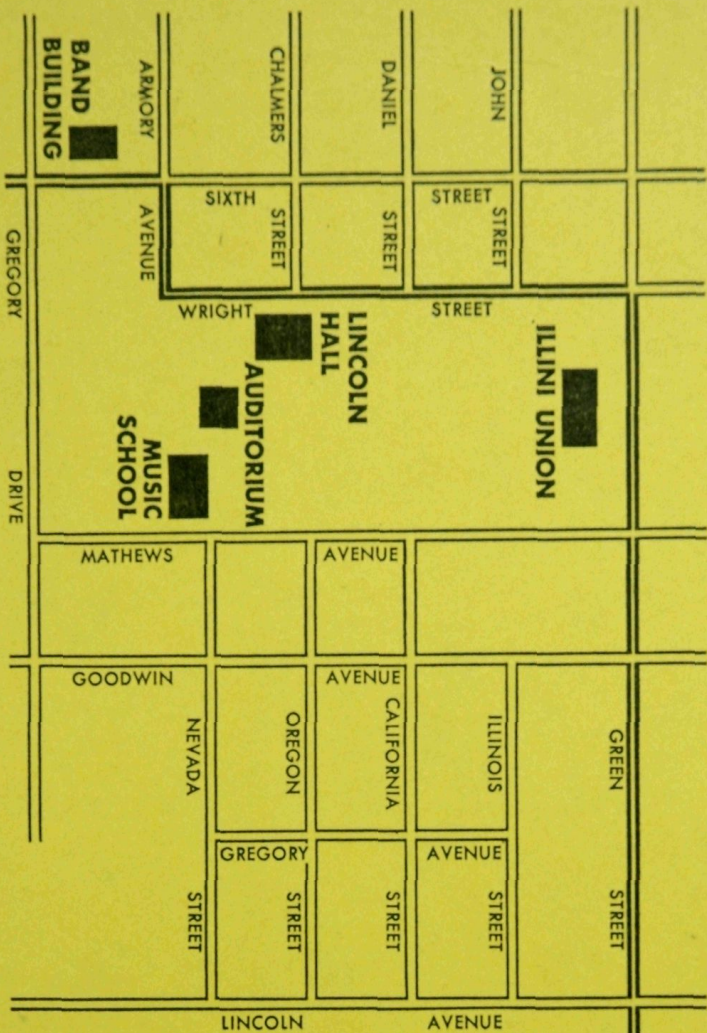 JOHN
DANIEL
CHALMERS
ARMORY
BAND
BUILDING
SIXTH
STREET
STREET
STREET
STREET
AVENUE
WRIGHT
STREET
GREGORY
DRIVE
ILLINI UNION
LINCOLN
HALL
AUDITORIUM
MUSIC
SCHOOL
MATHEWS
AVENUE
GOODWIN
AVENUE
GREEN
STREET
ILLINOIS
STREET
CALIFORNIA
STREET
OREGON
STREET
NEVADA
STREET
GREGORY
AVENUE
LINCOLN
AVENUE